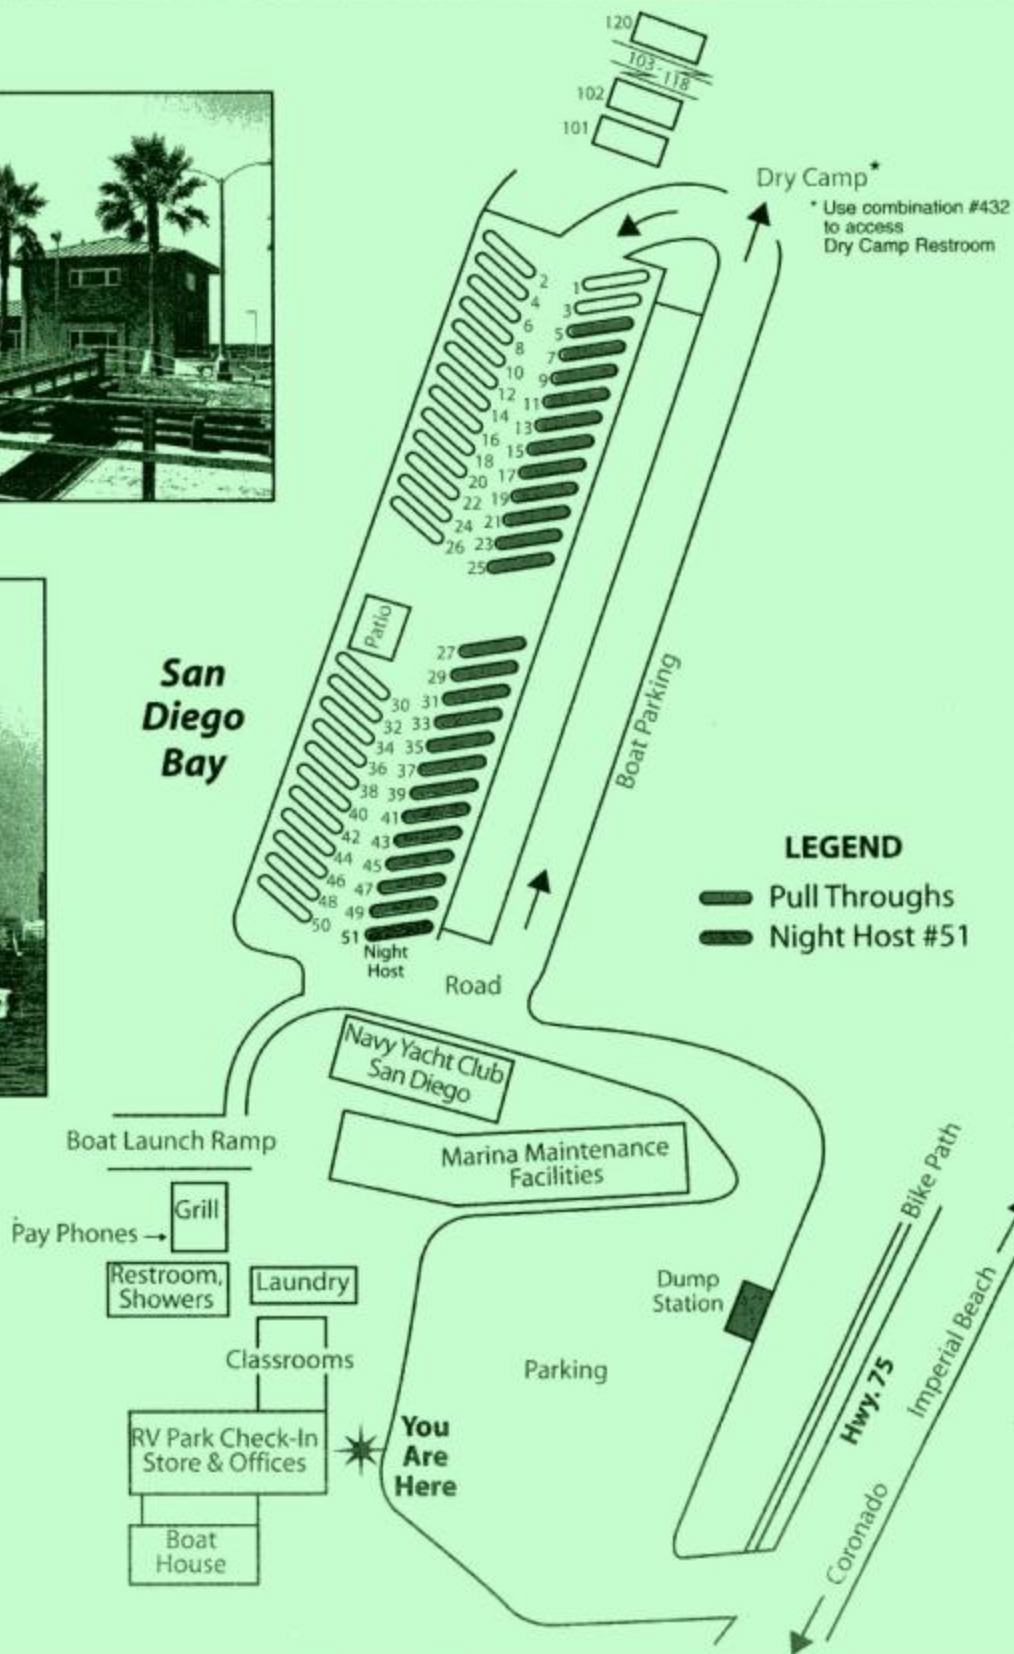 120
103-118
102
101
Dry Camp*
* Use combination #432
to access
Dry Camp Restroom
2
4
6
8
10
12
14
16
18
20
22
24
26
1
3
5
7
9
11
13
15
17
19
21
23
25
Patio
San
Diego
Bay
30
32
34
36
38
40
42
44
46
48
50
27
29
31
33
35
37
39
41
43
45
47
49
51
Night
Host
Boat Parking
LEGEND
Pull Throughs
Night Host #51
Road
Navy Yacht Club
San Diego
Marina Maintenance
Facilities
Boat Launch Ramp
Grill
Pay Phones
Restroom,
Showers
Laundry
Classrooms
RV Park Check-In
Store & Offices
You
Are
Here
Boat
House
Parking
Dump
Station
Bike Path
Hwy. 75
Imperial Beach
Coronado